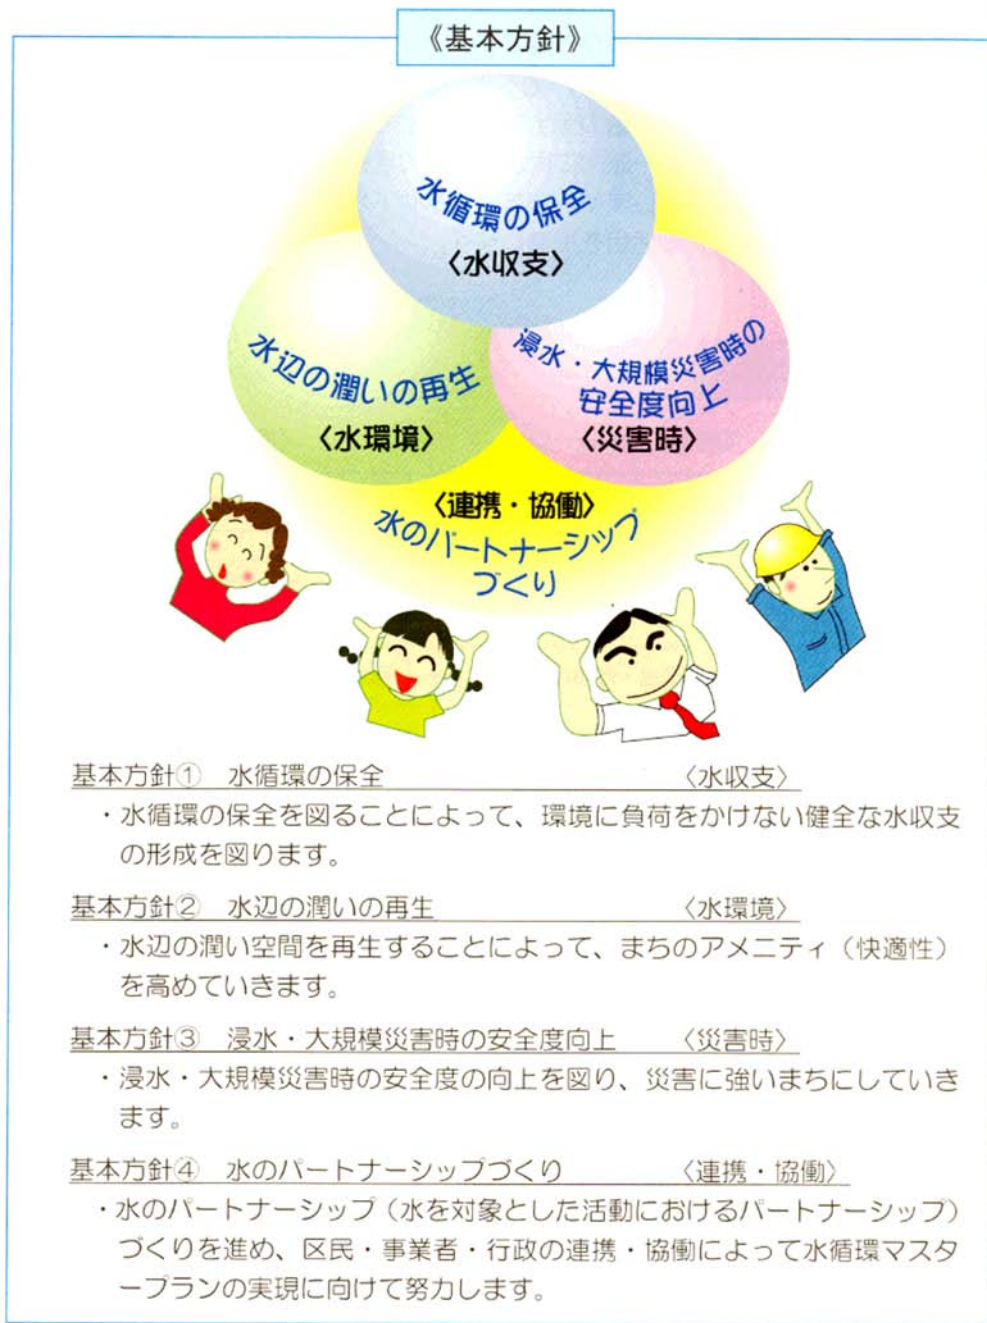 《基本方針》
水循環の保全
〈水収支〉
水辺の潤いの再生
〈水環境〉
浸水・大規模災害時の
安全度向上
〈災害時〉
〈連携・協働〉
水のパートナーシップ
づくり
基本方針① 水循環の保全 〈水収支〉
・水循環の保全を図ることによって、環境に負荷をかけない健全な水収支
の形成を図ります。
基本方針② 水辺の潤いの再生 〈水環境〉
・水辺の潤い空間を再生することによって、まちのアメニティ（快適性）
を高めていきます。
基本方針③ 浸水・大規模災害時の安全度向上 〈災害時〉
・浸水・大規模災害時の安全度の向上を図り、災害に強いまちにしていき
ます。
基本方針④ 水のパートナーシップづくり 〈連携・協働〉
・水のパートナーシップ（水を対象とした活動におけるパートナーシップ）
づくりを進め、区民・事業者・行政の連携・協働によって水循環マスタ
ープランの実現に向けて努力します。